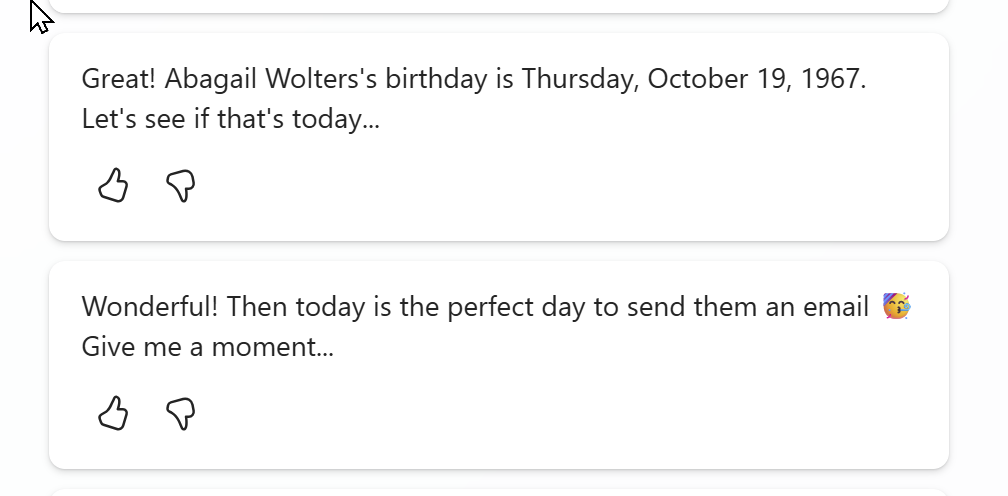 Great! Abagail Wolters's birthday is Thursday, October 19, 1967.
Let's see if that's today...
Wonderful! Then today is the perfect day to send them an email 🥳
Give me a moment...